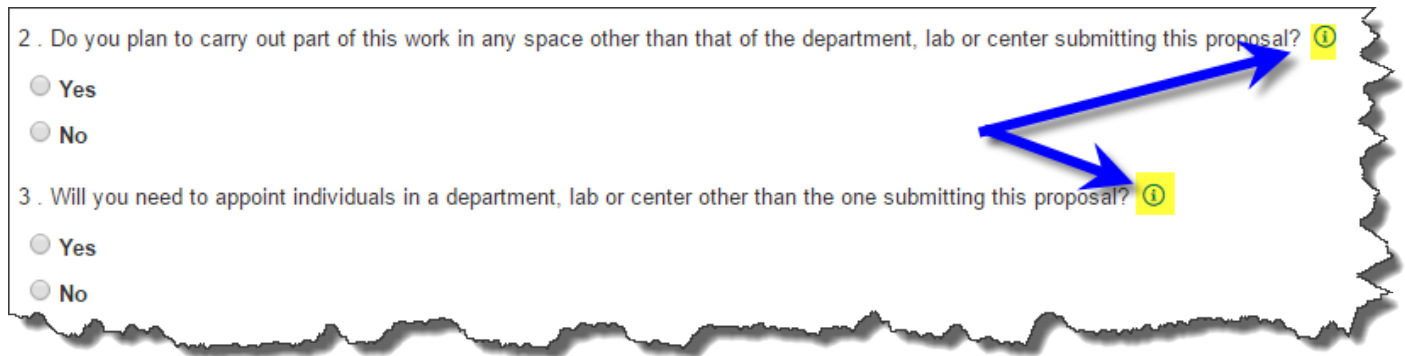 2 . Do you plan to carry out part of this work in any space other than that of the department, lab or center submitting this proposal?
Yes
No
3 . Will you need to appoint individuals in a department, lab or center other than the one submitting this proposal?
Yes
No